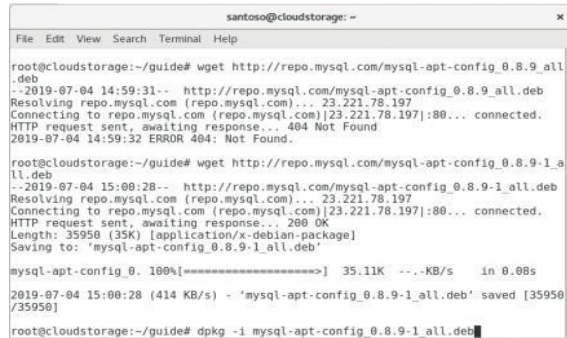 santoso@cloudstorage: ~ ×
File Edit View Search Terminal Help
root@cloudstorage:~/guide# wget http://repo.mysql.com/mysql-apt-config_0.8.9_all
.deb
--2019-07-04 14:59:31-- http://repo.mysql.com/mysql-apt-config_0.8.9_all.deb
Resolving repo.mysql.com (repo.mysql.com)... 23.221.78.197
Connecting to repo.mysql.com (repo.mysql.com)|23.221.78.197|:80... connected.
HTTP request sent, awaiting response... 404 Not Found
2019-07-04 14:59:32 ERROR 404: Not Found.
root@cloudstorage:~/guide# wget http://repo.mysql.com/mysql-apt-config_0.8.9-1_a
ll.deb
--2019-07-04 15:00:28-- http://repo.mysql.com/mysql-apt-config_0.8.9-1_all.deb
Resolving repo.mysql.com (repo.mysql.com)... 23.221.78.197
Connecting to repo.mysql.com (repo.mysql.com)|23.221.78.197|:80... connected.
HTTP request sent, awaiting response... 200 OK
Length: 35950 (35K) [application/x-debian-package]
Saving to: ‘mysql-apt-config_0.8.9-1_all.deb’
mysql-apt-config_0. 100%[===================>] 35.11K --.-KB/s in 0.08s
2019-07-04 15:00:28 (414 KB/s) - ‘mysql-apt-config_0.8.9-1_all.deb’ saved [35950
/35950]
root@cloudstorage:~/guide# dpkg -i mysql-apt-config_0.8.9-1_all.deb